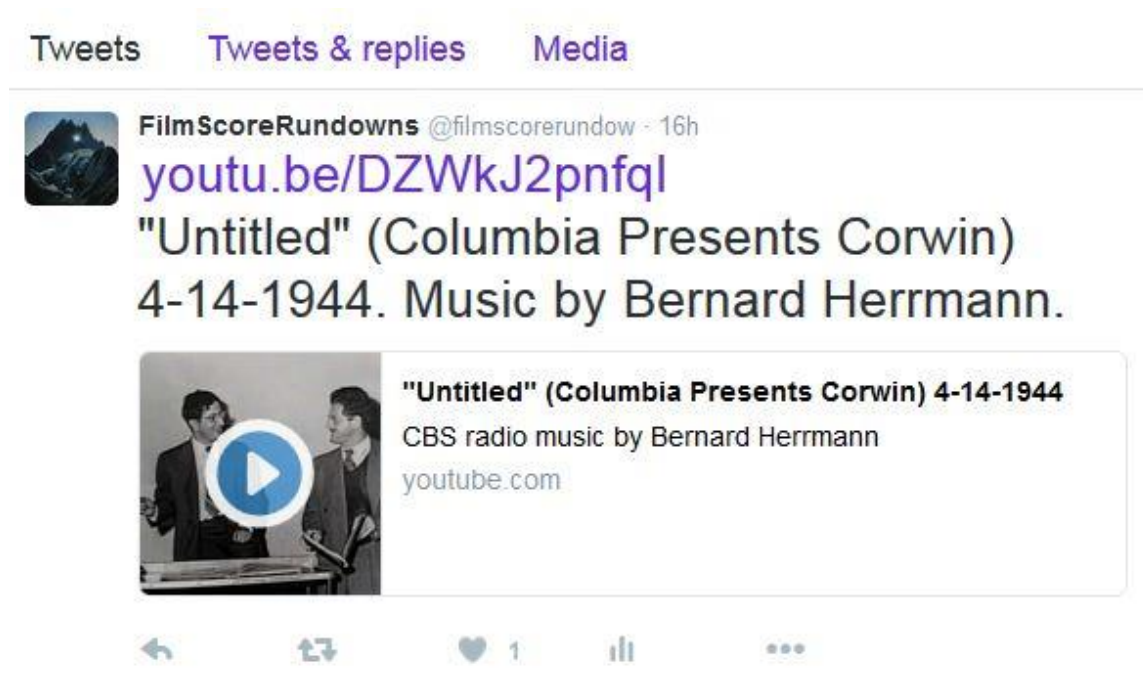 Tweets Tweets & replies Media
FilmScoreRundowns @filmscorerundow · 16h
youtu.be/DZWkJ2pnfqI
"Untitled" (Columbia Presents Corwin)
4-14-1944. Music by Bernard Herrmann.
"Untitled" (Columbia Presents Corwin) 4-14-1944
CBS radio music by Bernard Herrmann
youtube.com
1